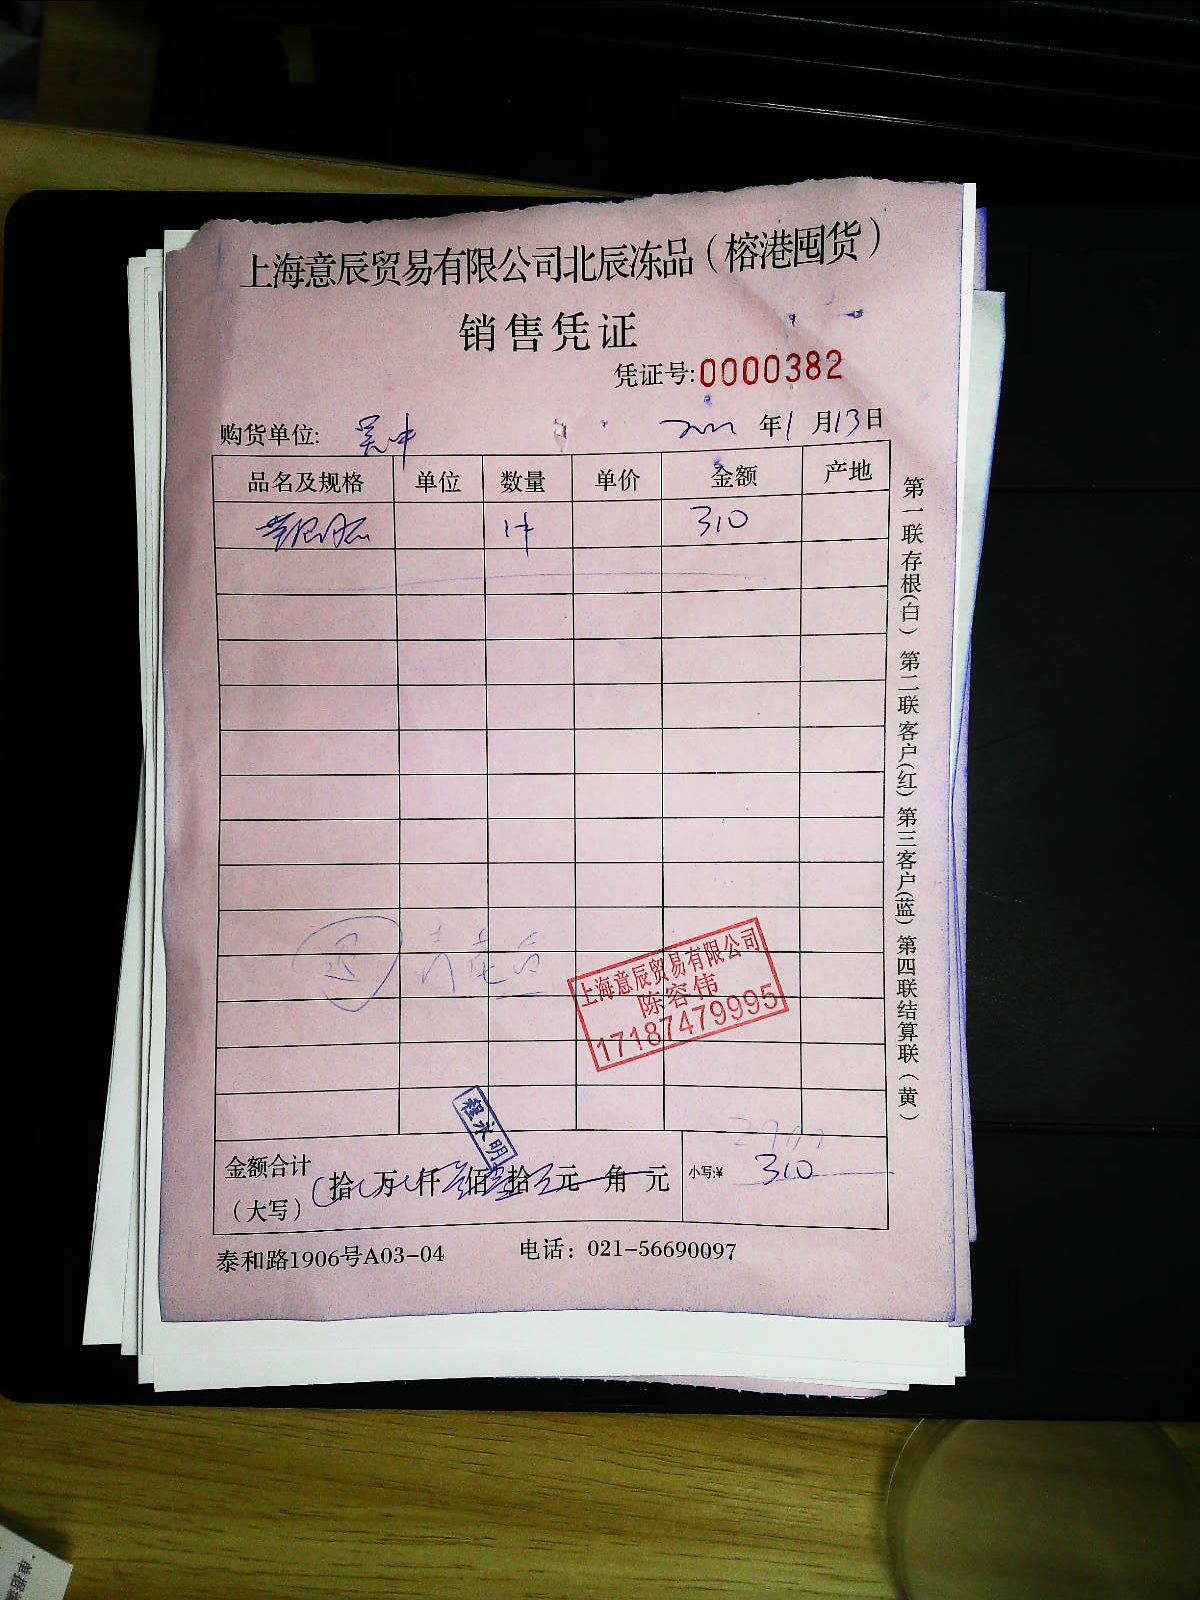 上海意辰贸易有限公司北辰冻品（榕港囤货）
销售凭证
凭证号:0000382
购货单位: 吴中 年1月13日
品名及规格 单位 数量 单价 金额 产地
1件 310
上海意辰贸易有限公司
陈容伟
17187479995
程永明
金额合计（大写） 拾 万 仟 佰 拾 元 角 元 小写:¥ 310
泰和路1906号A03-04 电话：021-56690097
第一联存根(白) 第二联客户(红) 第三客户(蓝) 第四联结算联(黄)